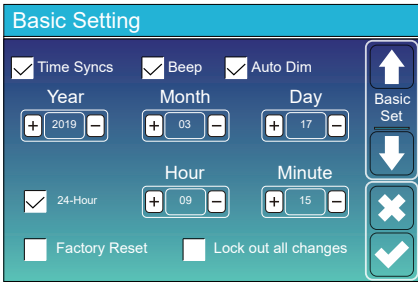 Basic Setting
Time Syncs Beep Auto Dim
Year Month Day Basic Set
+ 2019 − + 03 − + 17 −
Hour Minute
24-Hour + 09 − + 15 −
Factory Reset Lock out all changes